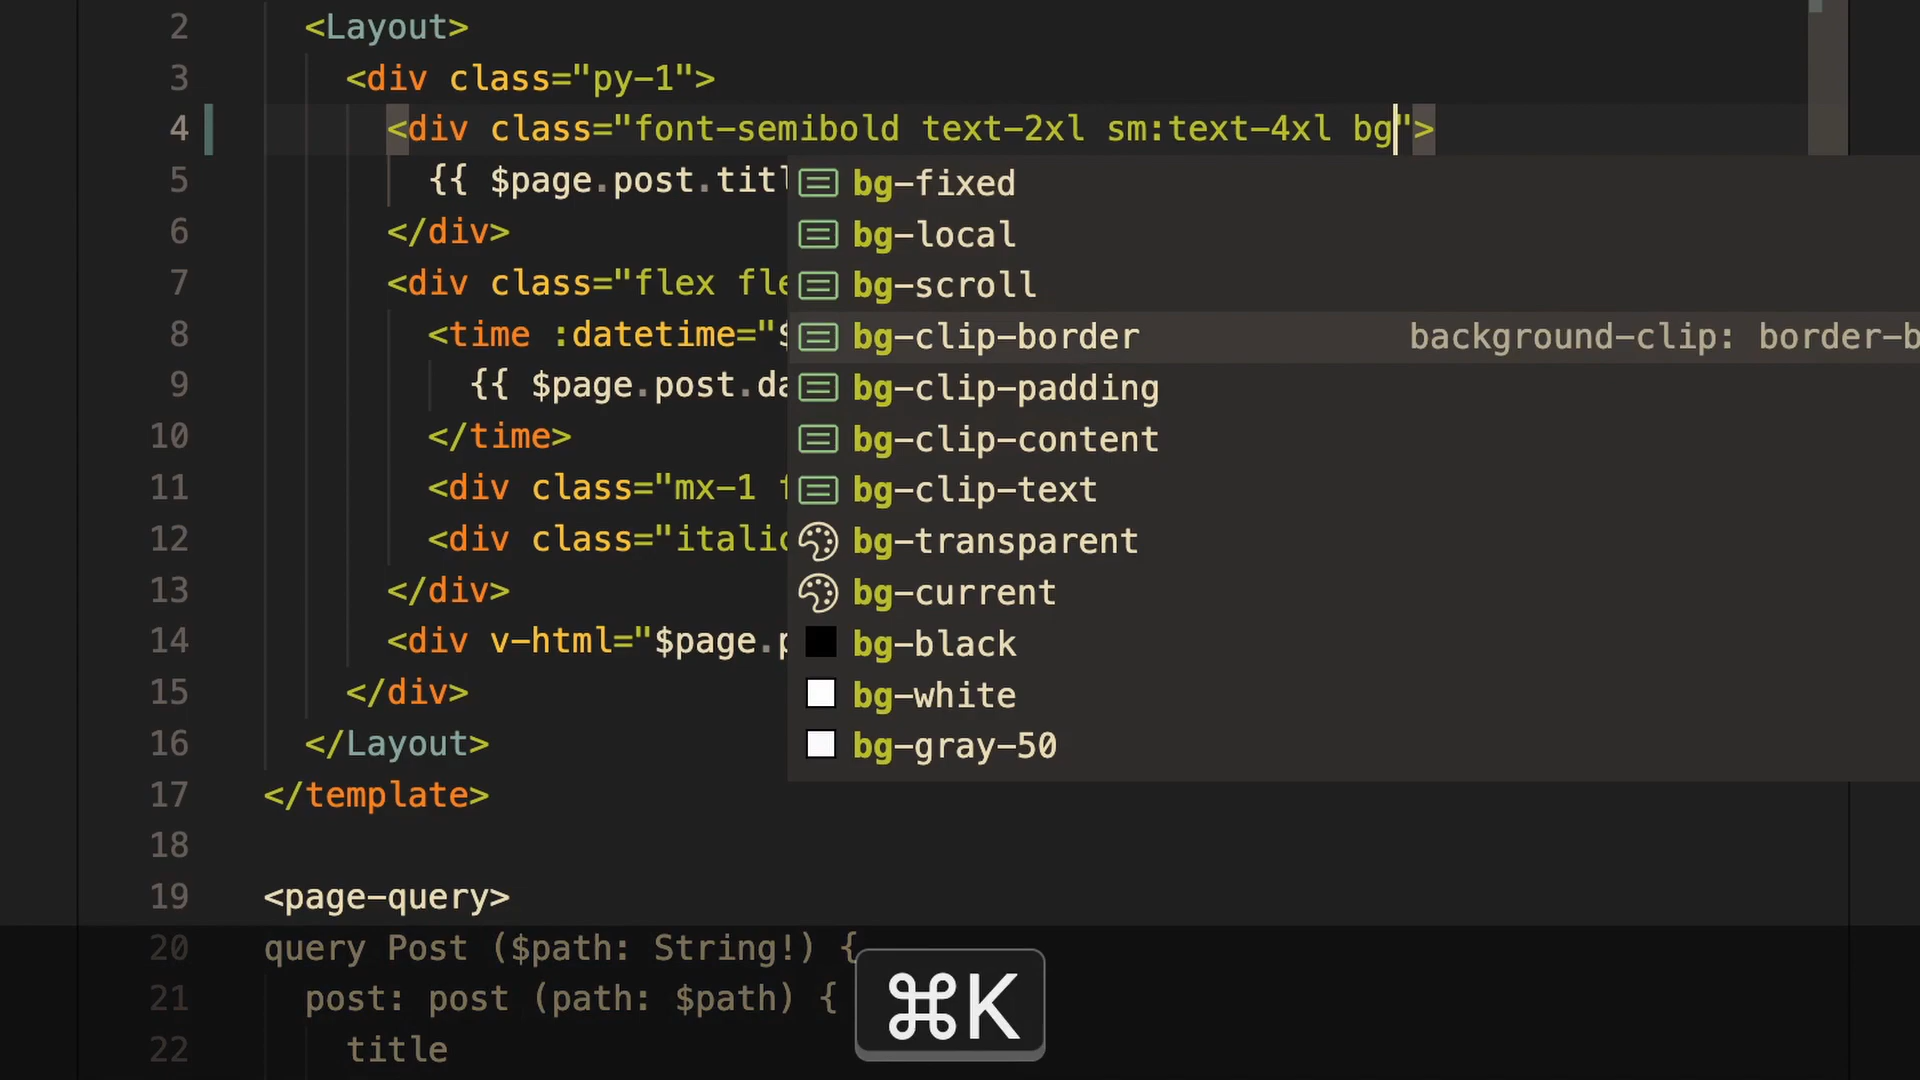 2 <Layout>
3 <div class="py-1">
4 <div class="font-semibold text-2xl sm:text-4xl bg">
5 {{ $page.post.titl
bg-fixed
bg-local
6 </div>
bg-scroll
7 <div class="flex fle
bg-clip-border background-clip: border-b
8 <time :datetime="$
bg-clip-padding
9 {{ $page.post.da
bg-clip-content
10 </time>
bg-clip-text
11 <div class="mx-1 f
bg-transparent
12 <div class="italic
bg-current
13 </div>
bg-black
14 <div v-html="$page.p
bg-white
15 </div>
bg-gray-50
16 </Layout>
17 </template>
18
19 <page-query>
20 query Post ($path: String!) {
21 post: post (path: $path) {
22 title
⌘K